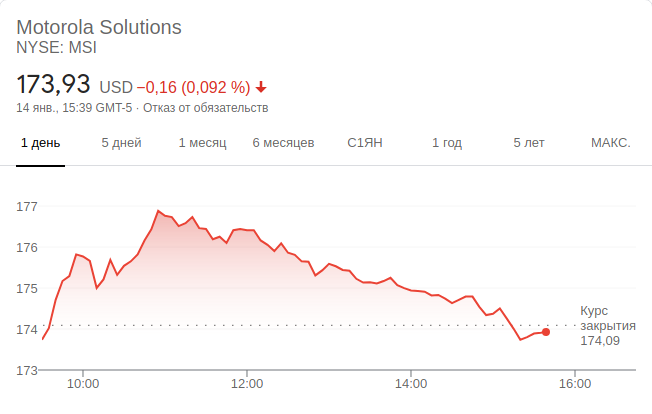 Motorola Solutions
NYSE: MSI
173,93 USD −0,16 (0,092 %)
14 янв., 15:39 GMT-5 · Отказ от обязательств
1 день 5 дней 1 месяц 6 месяцев С1ЯН 1 год 5 лет МАКС.
177
176
175
174
173
Курс
закрытия
174,09
10:00 12:00 14:00 16:00